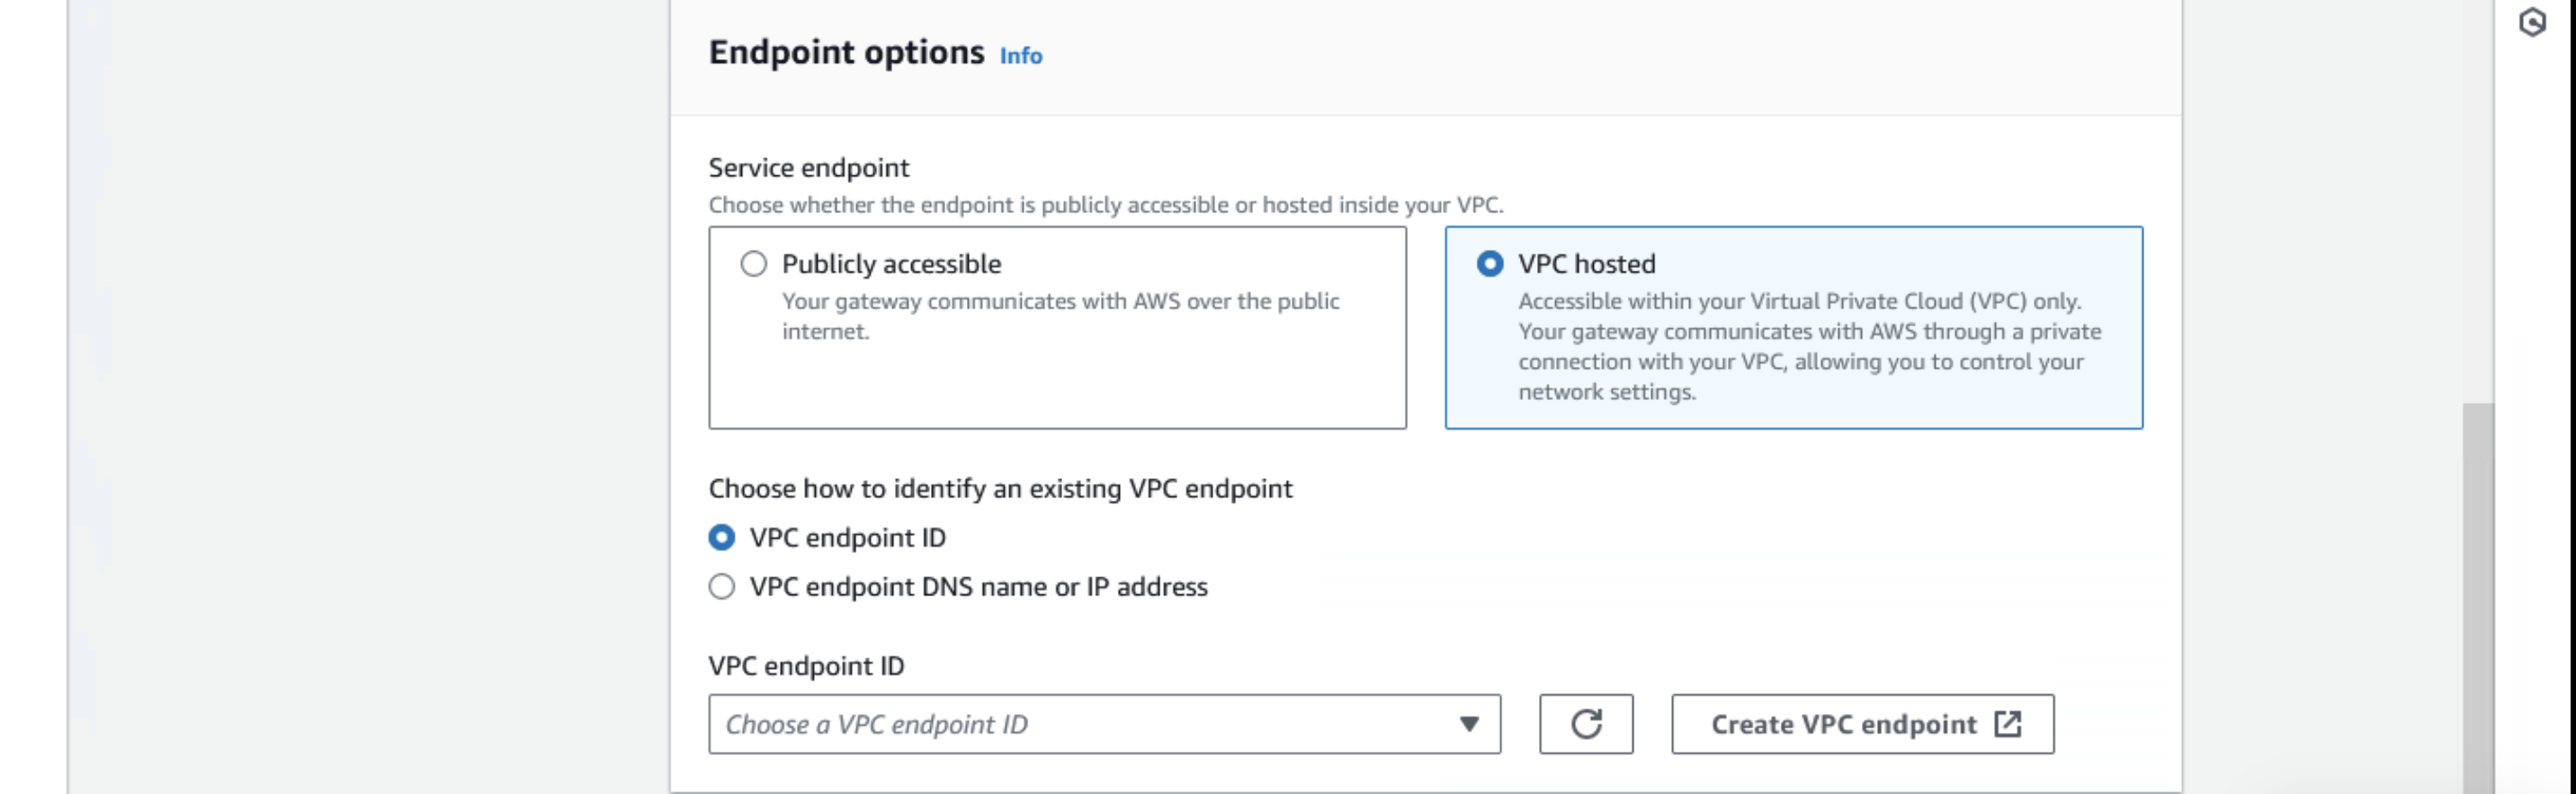 Endpoint options Info
Service endpoint
Choose whether the endpoint is publicly accessible or hosted inside your VPC.
Publicly accessible
Your gateway communicates with AWS over the public
internet.
VPC hosted
Accessible within your Virtual Private Cloud (VPC) only.
Your gateway communicates with AWS through a private
connection with your VPC, allowing you to control your
network settings.
Choose how to identify an existing VPC endpoint
VPC endpoint ID
VPC endpoint DNS name or IP address
VPC endpoint ID
Choose a VPC endpoint ID
Create VPC endpoint